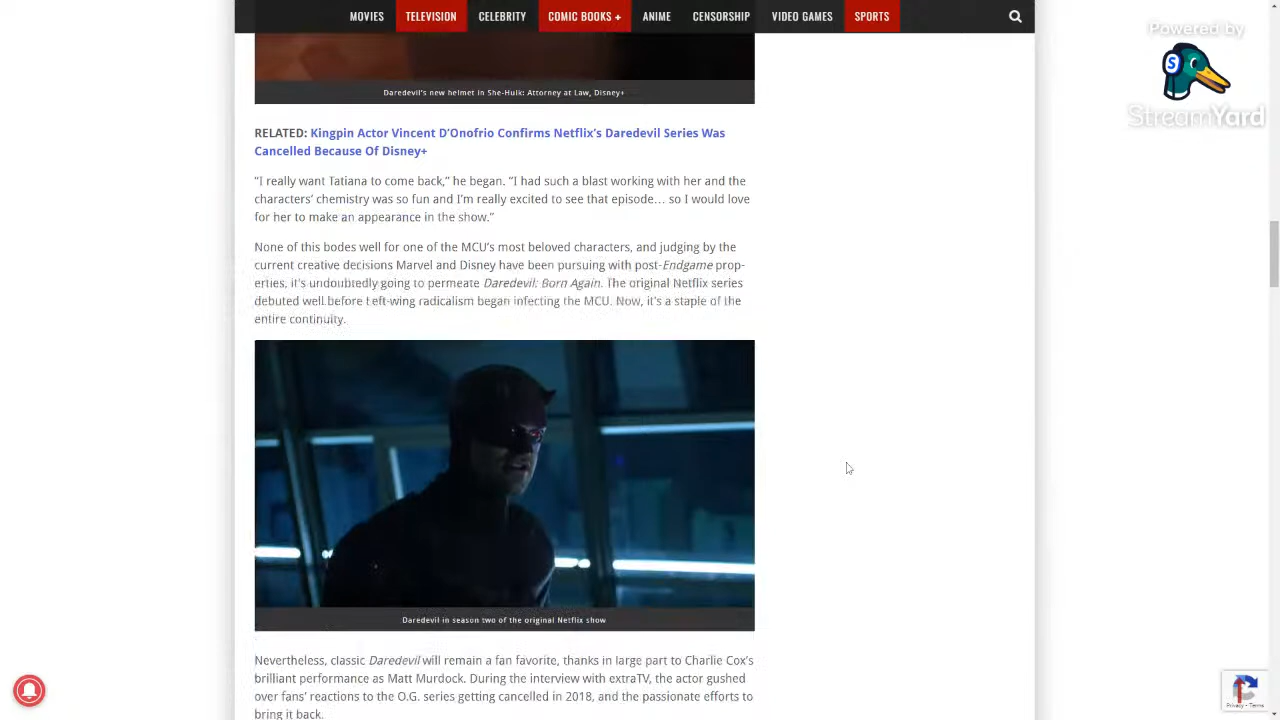 MOVIES TELEVISION CELEBRITY COMIC BOOKS + ANIME CENSORSHIP VIDEO GAMES SPORTS
Powered by
S
StreamYard
Daredevil's new helmet in She-Hulk: Attorney at Law, Disney+
RELATED: Kingpin Actor Vincent D'Onofrio Confirms Netflix's Daredevil Series Was
Cancelled Because Of Disney+
“I really want Tatiana to come back,” he began. “I had such a blast working with her and the
characters’ chemistry was so fun and I’m really excited to see that episode… so I would love
for her to make an appearance in the show.”
None of this bodes well for one of the MCU’s most beloved characters, and judging by the
current creative decisions Marvel and Disney have been pursuing with post-Endgame prop-
erties, it’s undoubtedly going to permeate Daredevil: Born Again. The original Netflix series
debuted well before Left-wing radicalism began infecting the MCU. Now, it’s a staple of the
entire continuity.
Daredevil in season two of the original Netflix show
Nevertheless, classic Daredevil will remain a fan favorite, thanks in large part to Charlie Cox’s
brilliant performance as Matt Murdock. During the interview with extraTV, the actor gushed
over fans’ reactions to the O.G. series getting cancelled in 2018, and the passionate efforts to
bring it back.
Privacy - Terms